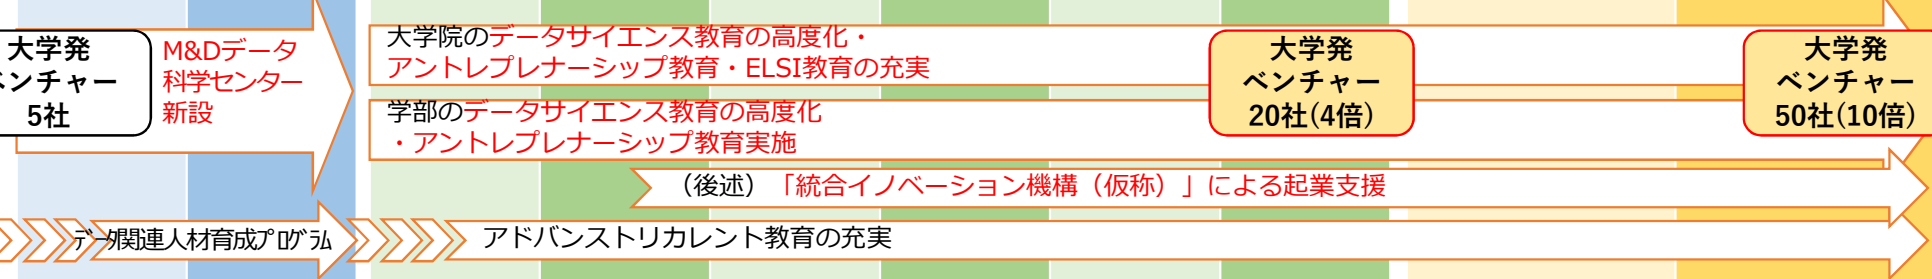 大学発
ベンチャー
5社
M&Dデータ
科学センター
新設
大学院のデータサイエンス教育の高度化・
アントレプレナーシップ教育・ELSI教育の充実
学部のデータサイエンス教育の高度化
・アントレプレナーシップ教育実施
大学発
ベンチャー
20社(4倍)
大学発
ベンチャー
50社(10倍)
（後述）「統合イノベーション機構（仮称）」による起業支援
データ関連人材育成プログラム
アドバンストリカレント教育の充実